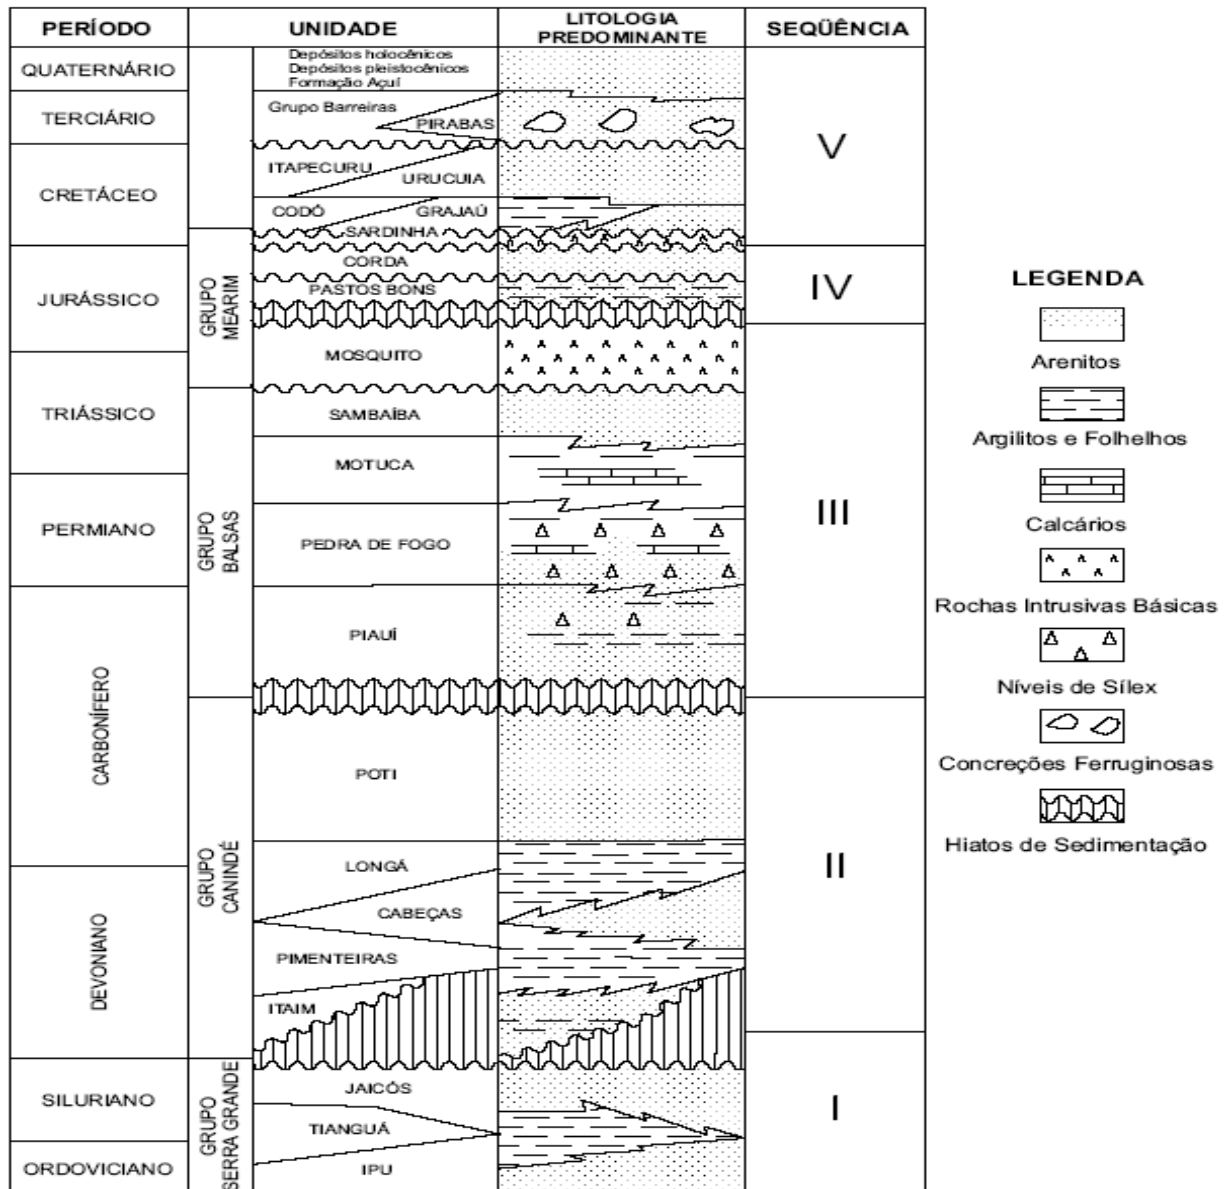 PERÍODO
UNIDADE
LITOLOGIA
PREDOMINANTE
SEQÜÊNCIA
QUATERNÁRIO
Depósitos holocênicos
Depósitos pleistocênicos
Formação Açuí
TERCIÁRIO
Grupo Barreiras
PIRABAS
V
CRETÁCEO
ITAPECURU
URUCUIA
CODÓ
GRAJAÚ
SARDINHA
JURÁSSICO
GRUPO
MEARIM
CORDA
PASTOS BONS
IV
MOSQUITO
TRIÁSSICO
SAMBAÍBA
MOTUCA
PERMIANO
GRUPO
BALSAS
PEDRA DE FOGO
III
PIAUÍ
CARBONÍFERO
POTI
GRUPO
CANINDÉ
LONGÁ
II
CABEÇAS
DEVONIANO
PIMENTEIRAS
ITAIM
SILURIANO
GRUPO
SERRA GRANDE
JAICÓS
TIANGUÁ
I
ORDOVICIANO
IPU
LEGENDA
Arenitos
Argilitos e Folhelhos
Calcários
Rochas Intrusivas Básicas
Níveis de Sílex
Concreções Ferruginosas
Hiatos de Sedimentação